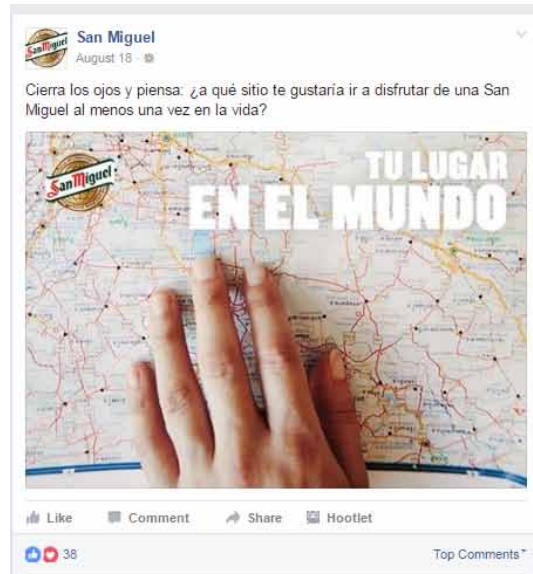 San Miguel
August 18
Cierra los ojos y piensa: ¿a qué sitio te gustaría ir a disfrutar de una San
Miguel al menos una vez en la vida?
San Miguel
TU LUGAR
EN EL MUNDO
Like Comment Share Hootlet
38 Top Comments